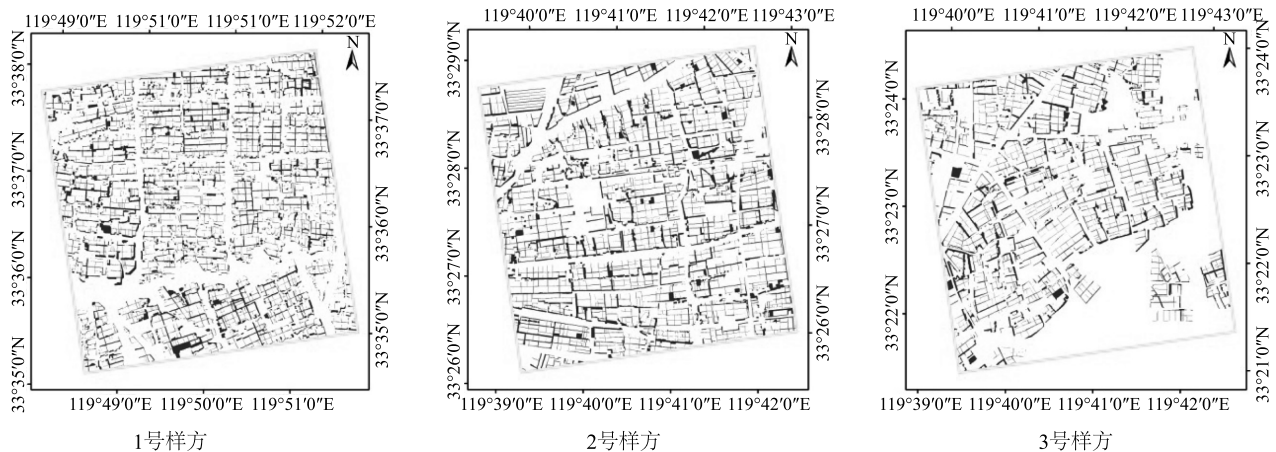 119°49′0″E 119°51′0″E 119°51′0″E 119°52′0″E
N
33°38′0″N
33°37′0″N
33°36′0″N
33°35′0″N
33°37′0″N
33°36′0″N
33°35′0″N
119°49′0″E 119°50′0″E 119°51′0″E
1号样方
119°40′0″E 119°41′0″E 119°42′0″E 119°43′0″E
N
33°29′0″N
33°28′0″N
33°27′0″N
33°26′0″N
33°28′0″N
33°27′0″N
33°26′0″N
119°40′0″E 119°41′0″E 119°42′0″E
2号样方
119°40′0″E 119°41′0″E 119°42′0″E 119°43′0″E
N
33°24′0″N
33°23′0″N
33°22′0″N
33°24′0″N
33°23′0″N
33°22′0″N
33°21′0″N
119°39′0″E 119°40′0″E 119°41′0″E 119°42′0″E
3号样方